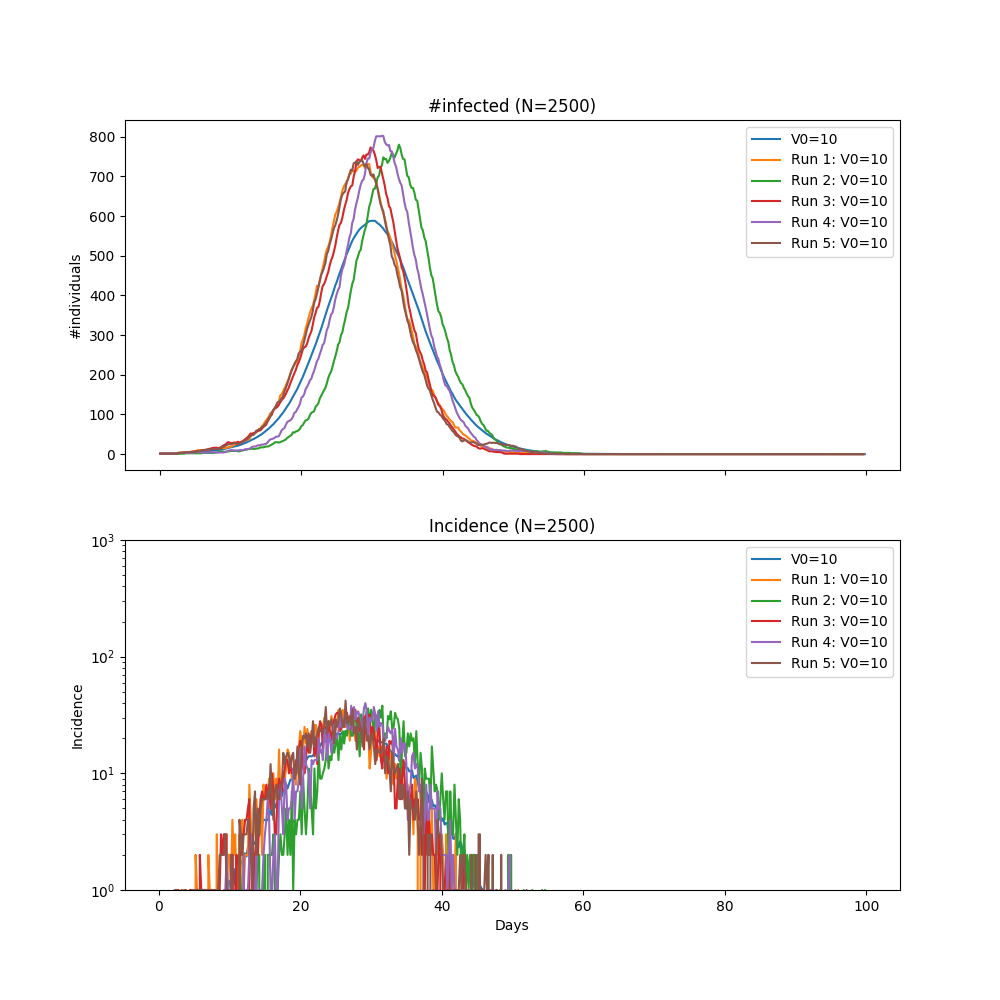 #infected (N=2500)
800
700
600
500
400
300
200
100
0
#individuals
V0=10
Run 1: V0=10
Run 2: V0=10
Run 3: V0=10
Run 4: V0=10
Run 5: V0=10
Incidence (N=2500)
10³
10²
10¹
10⁰
Incidence
V0=10
Run 1: V0=10
Run 2: V0=10
Run 3: V0=10
Run 4: V0=10
Run 5: V0=10
0 20 40 60 80 100
Days